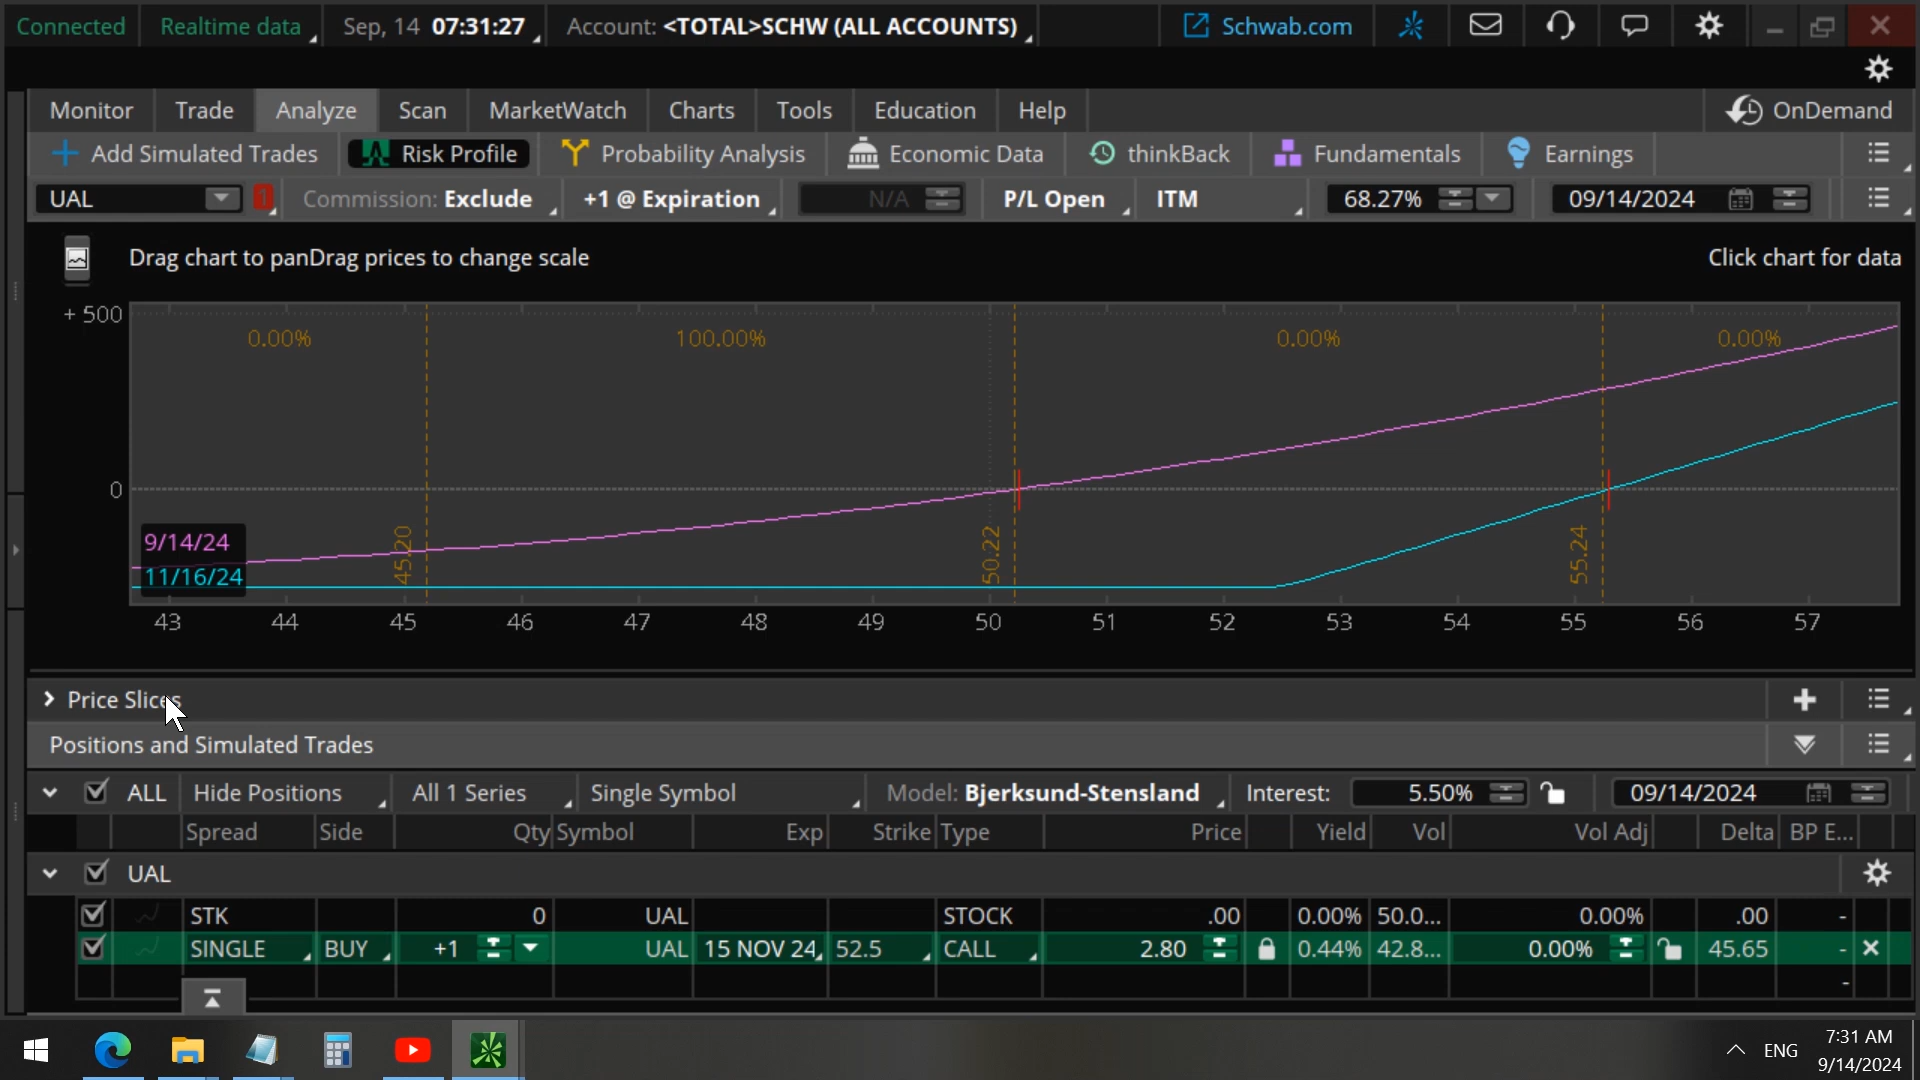 Connected Realtime data Sep, 14 07:31:27 Account: <TOTAL>SCHW (ALL ACCOUNTS) Schwab.com
Monitor Trade Analyze Scan MarketWatch Charts Tools Education Help OnDemand
Add Simulated Trades Risk Profile Probability Analysis Economic Data thinkBack Fundamentals Earnings
UAL 1 Commission: Exclude +1 @ Expiration N/A P/L Open ITM 68.27% 09/14/2024
Drag chart to panDrag prices to change scale Click chart for data
+ 500
0.00% 100.00% 0.00% 0.00%
0
9/14/24
11/16/24
45.20 50.22 55.24
43 44 45 46 47 48 49 50 51 52 53 54 55 56 57
Price Slices
Positions and Simulated Trades
ALL Hide Positions All 1 Series Single Symbol Model: Bjerksund-Stensland Interest: 5.50% 09/14/2024
Spread Side Qty Symbol Exp Strike Type Price Yield Vol Vol Adj Delta BP E...
UAL
STK 0 UAL STOCK .00 0.00% 50.0... 0.00% .00 -
SINGLE BUY +1 UAL 15 NOV 24 52.5 CALL 2.80 0.44% 42.8... 0.00% 45.65 -
-
ENG
7:31 AM
9/14/2024